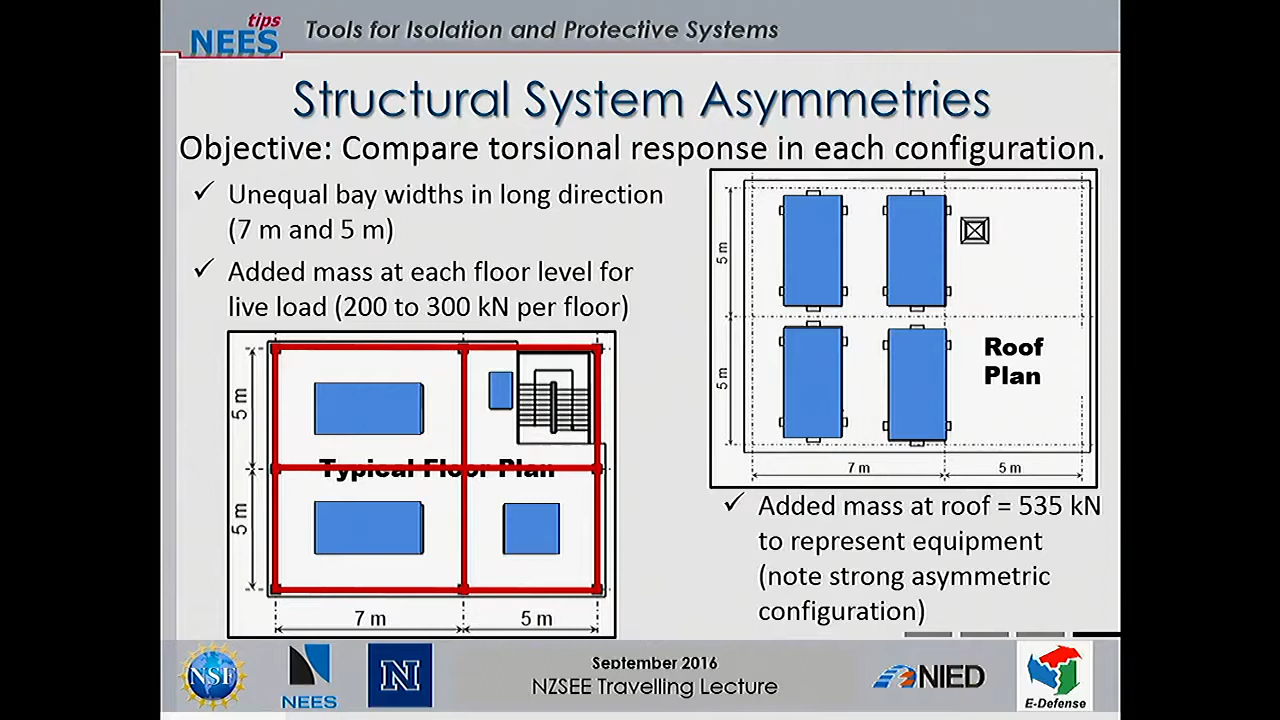 tips
NEES
Tools for Isolation and Protective Systems
Structural System Asymmetries
Objective: Compare torsional response in each configuration.
✓ Unequal bay widths in long direction
(7 m and 5 m)
✓ Added mass at each floor level for
live load (200 to 300 kN per floor)
5 m
5 m
Typical Floor Plan
7 m
5 m
5 m
5 m
Roof
Plan
7 m
5 m
✓ Added mass at roof = 535 kN
to represent equipment
(note strong asymmetric
configuration)
NSF
NEES
N
September 2016
NZSEE Travelling Lecture
NIED
E-Defense